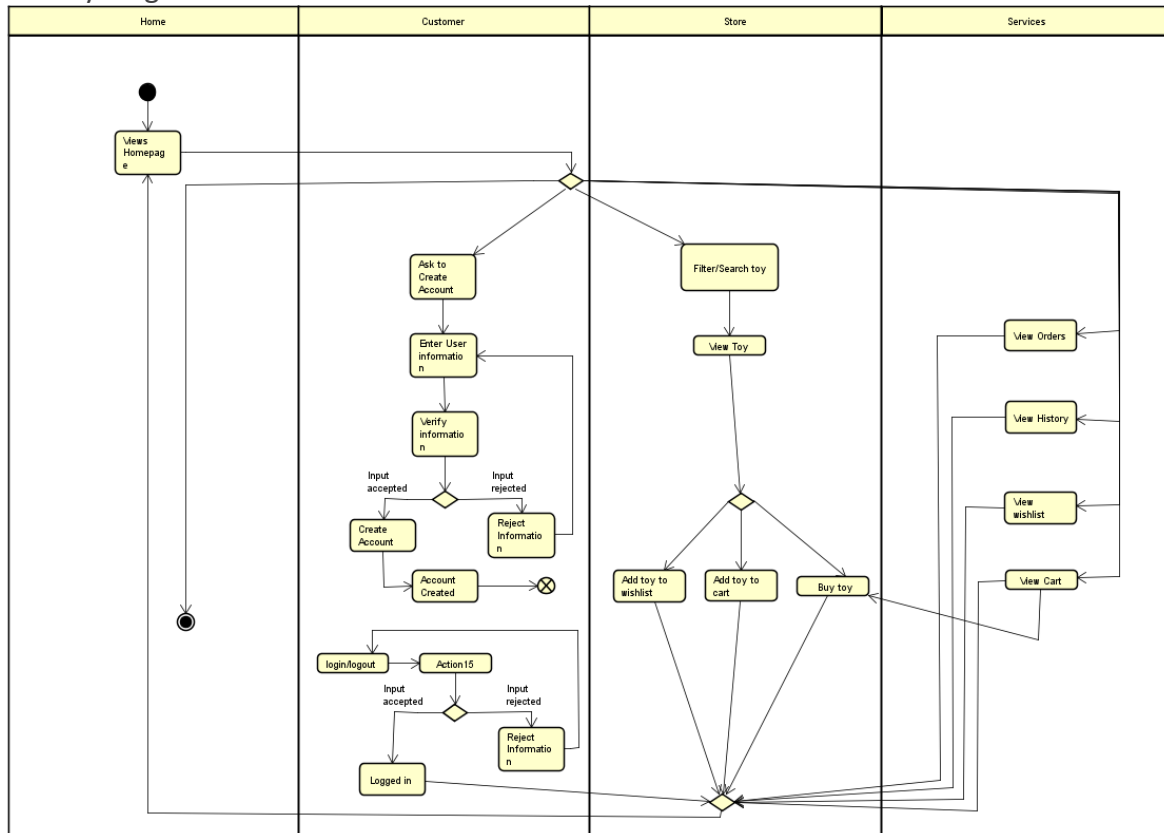 Home
Customer
Store
Services
Views
Homepag
e
Ask to
Create
Account
Filter/Search toy
Enter User
informatio
n
View Toy
View Orders
Verify
informatio
n
View History
Input
accepted
Input
rejected
Create
Account
Reject
Informatio
n
View
wishlist
Account
Created
Add toy to
wishlist
Add toy to
cart
Buy toy
View Cart
login/logout
Action15
Input
accepted
Input
rejected
Reject
Informatio
n
Logged in